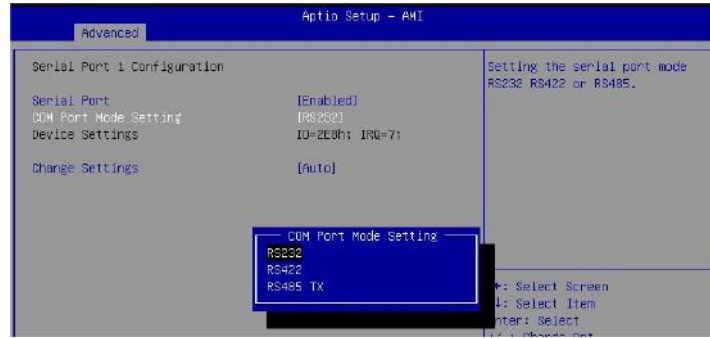 Aptio Setup – AMI
Advanced
Serial Port 1 Configuration
Serial Port [Enabled]
COM Port Mode Setting [RS232]
Device Settings IO=2E8h; IRQ=7;
Change Settings [Auto]
Setting the serial port mode
RS232 RS422 or RS485.
COM Port Mode Setting
RS232
RS422
RS485 TX
: Select Screen
: Select Item
nter: Select
: Change Opt